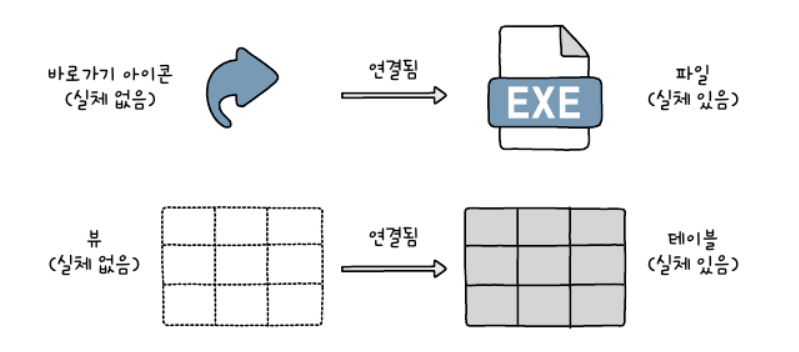 바로가기 아이콘
(실체 없음)
연결됨
EXE
파일
(실체 있음)
뷰
(실체 없음)
연결됨
테이블
(실체 있음)